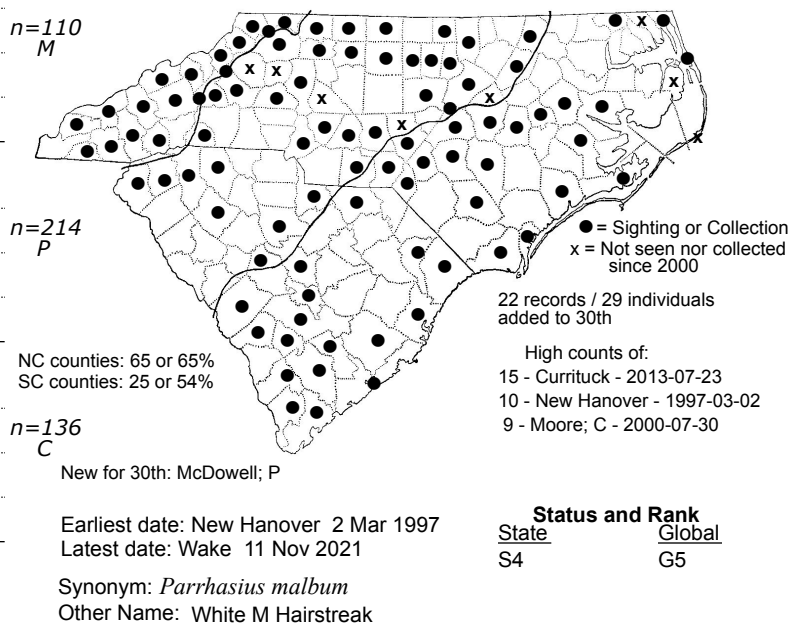 n=110
M
n=214
P
● = Sighting or Collection
x = Not seen nor collected
since 2000
22 records / 29 individuals
added to 30th
NC counties: 65 or 65%
SC counties: 25 or 54%
High counts of:
15 - Currituck - 2013-07-23
10 - New Hanover - 1997-03-02
9 - Moore; C - 2000-07-30
n=136
C
New for 30th: McDowell; P
Earliest date: New Hanover 2 Mar 1997
Latest date: Wake 11 Nov 2021
Status and Rank
State Global
S4 G5
Synonym: Parrhasius malbum
Other Name: White M Hairstreak